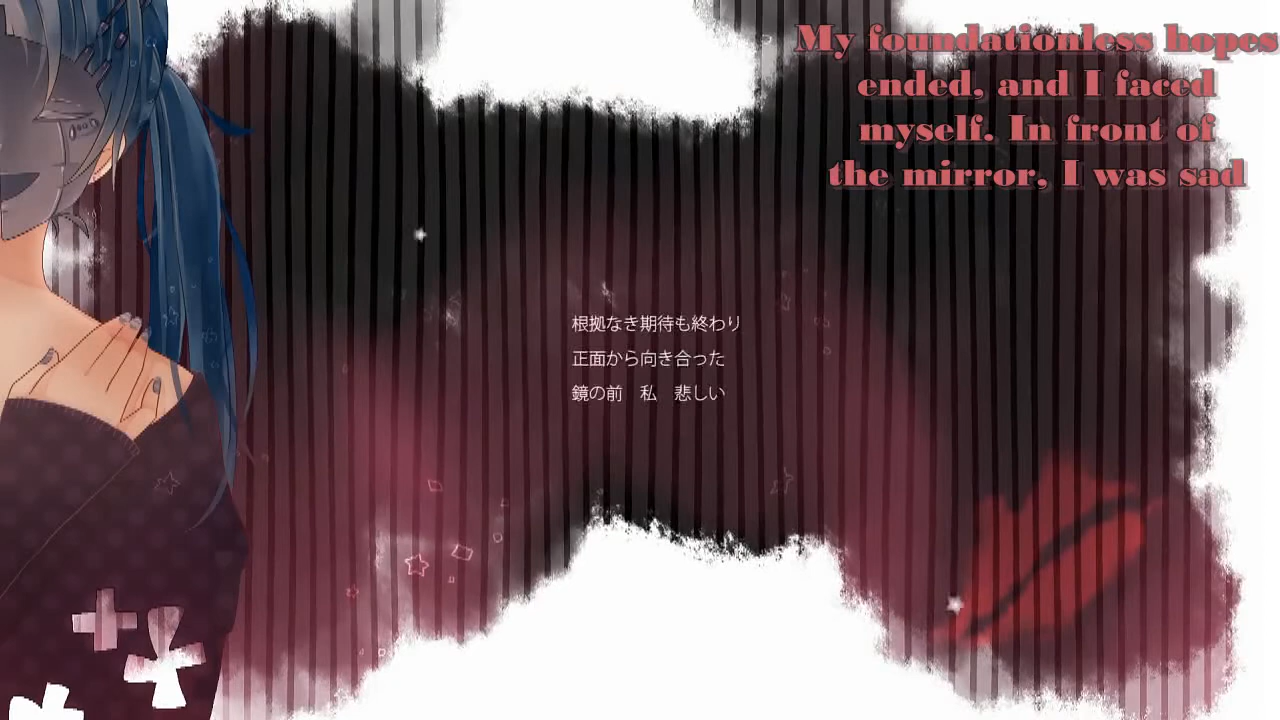 My foundationless hopes
ended, and I faced
myself. In front of
the mirror, I was sad
根拠なき期待も終わり
正面から向き合った
鏡の前　私　悲しい